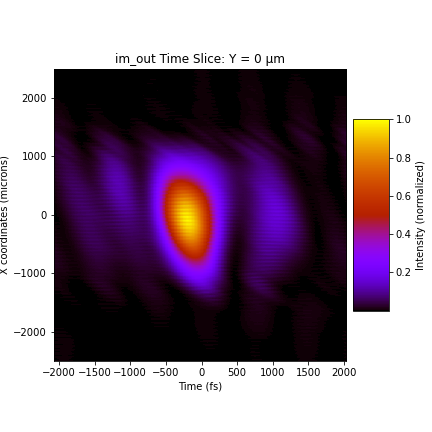 im_out Time Slice: Y = 0 μm
X coordinates (microns)
2000
1000
0
−1000
−2000
−2000 −1500 −1000 −500 0 500 1000 1500 2000
Time (fs)
1.0
0.8
0.6
0.4
0.2
Intensity (normalized)